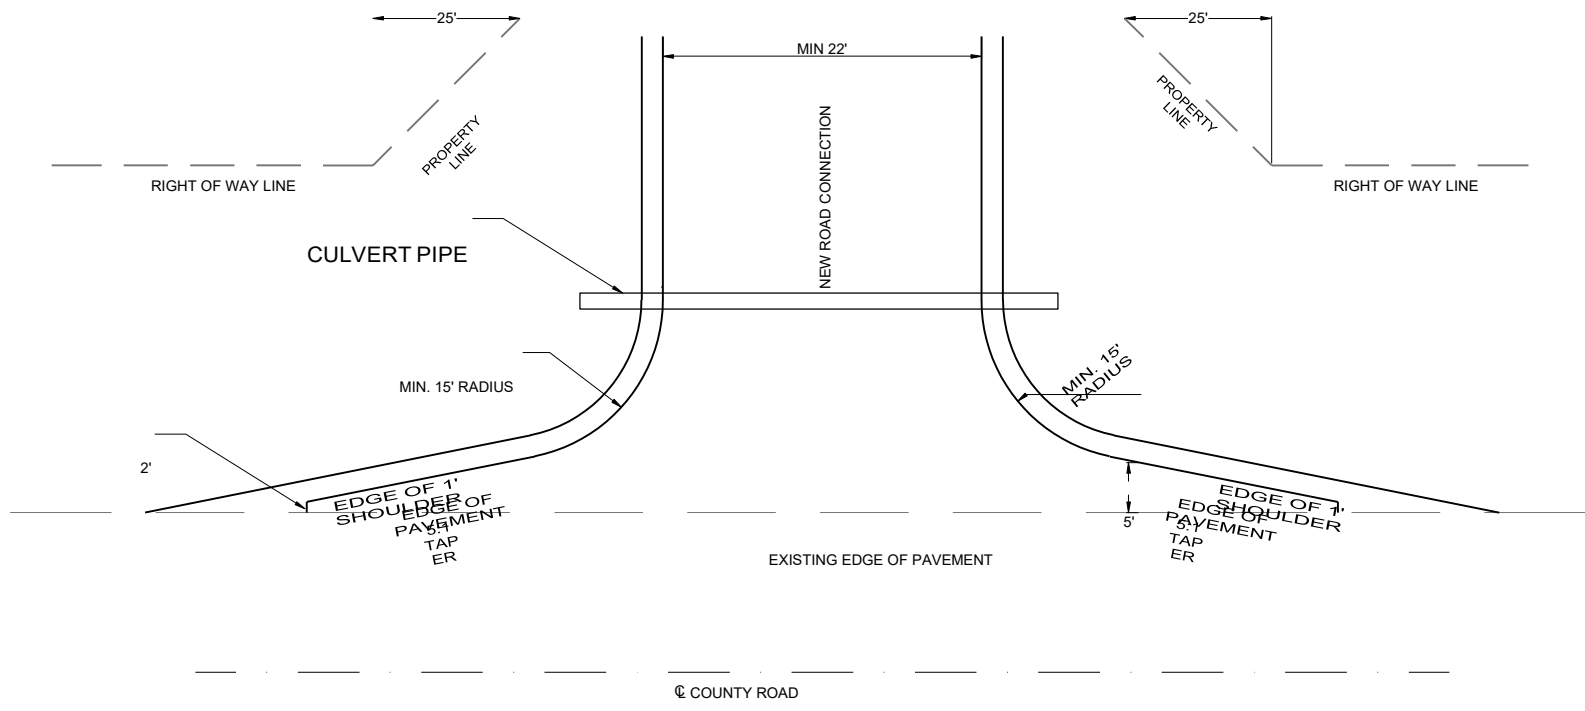 25'
25'
MIN 22'
PROPERTY
LINE
PROPERTY
LINE
NEW ROAD CONNECTION
RIGHT OF WAY LINE
RIGHT OF WAY LINE
CULVERT PIPE
MIN. 15' RADIUS
MIN. 15'
RADIUS
2'
EDGE OF 1'
SHOULDER
EDGE OF
PAVEMENT
5:1
TAP
ER
EDGE OF 1'
SHOULDER
EDGE OF
PAVEMENT
5:1
TAP
ER
5'
EXISTING EDGE OF PAVEMENT
℄ COUNTY ROAD